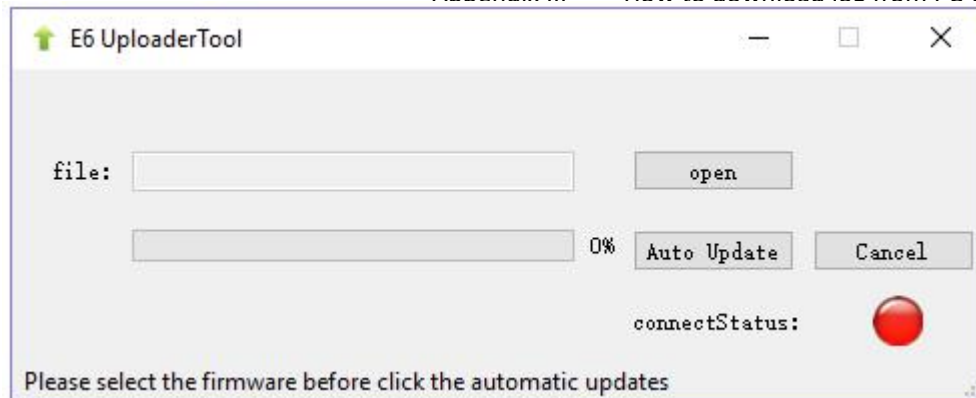 E6 UploaderTool
file:
open
0%
Auto Update
Cancel
connectStatus:
Please select the firmware before click the automatic updates